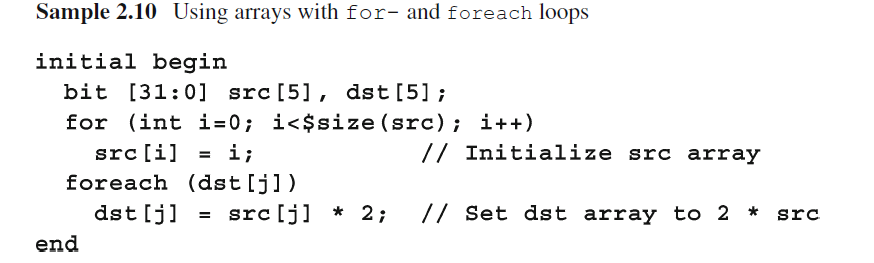 Sample 2.10 Using arrays with for- and foreach loops
initial begin
  bit [31:0] src[5], dst[5];
  for (int i=0; i<$size(src); i++)
    src[i] = i;             // Initialize src array
  foreach (dst[j])
    dst[j] = src[j] * 2;  // Set dst array to 2 * src
end